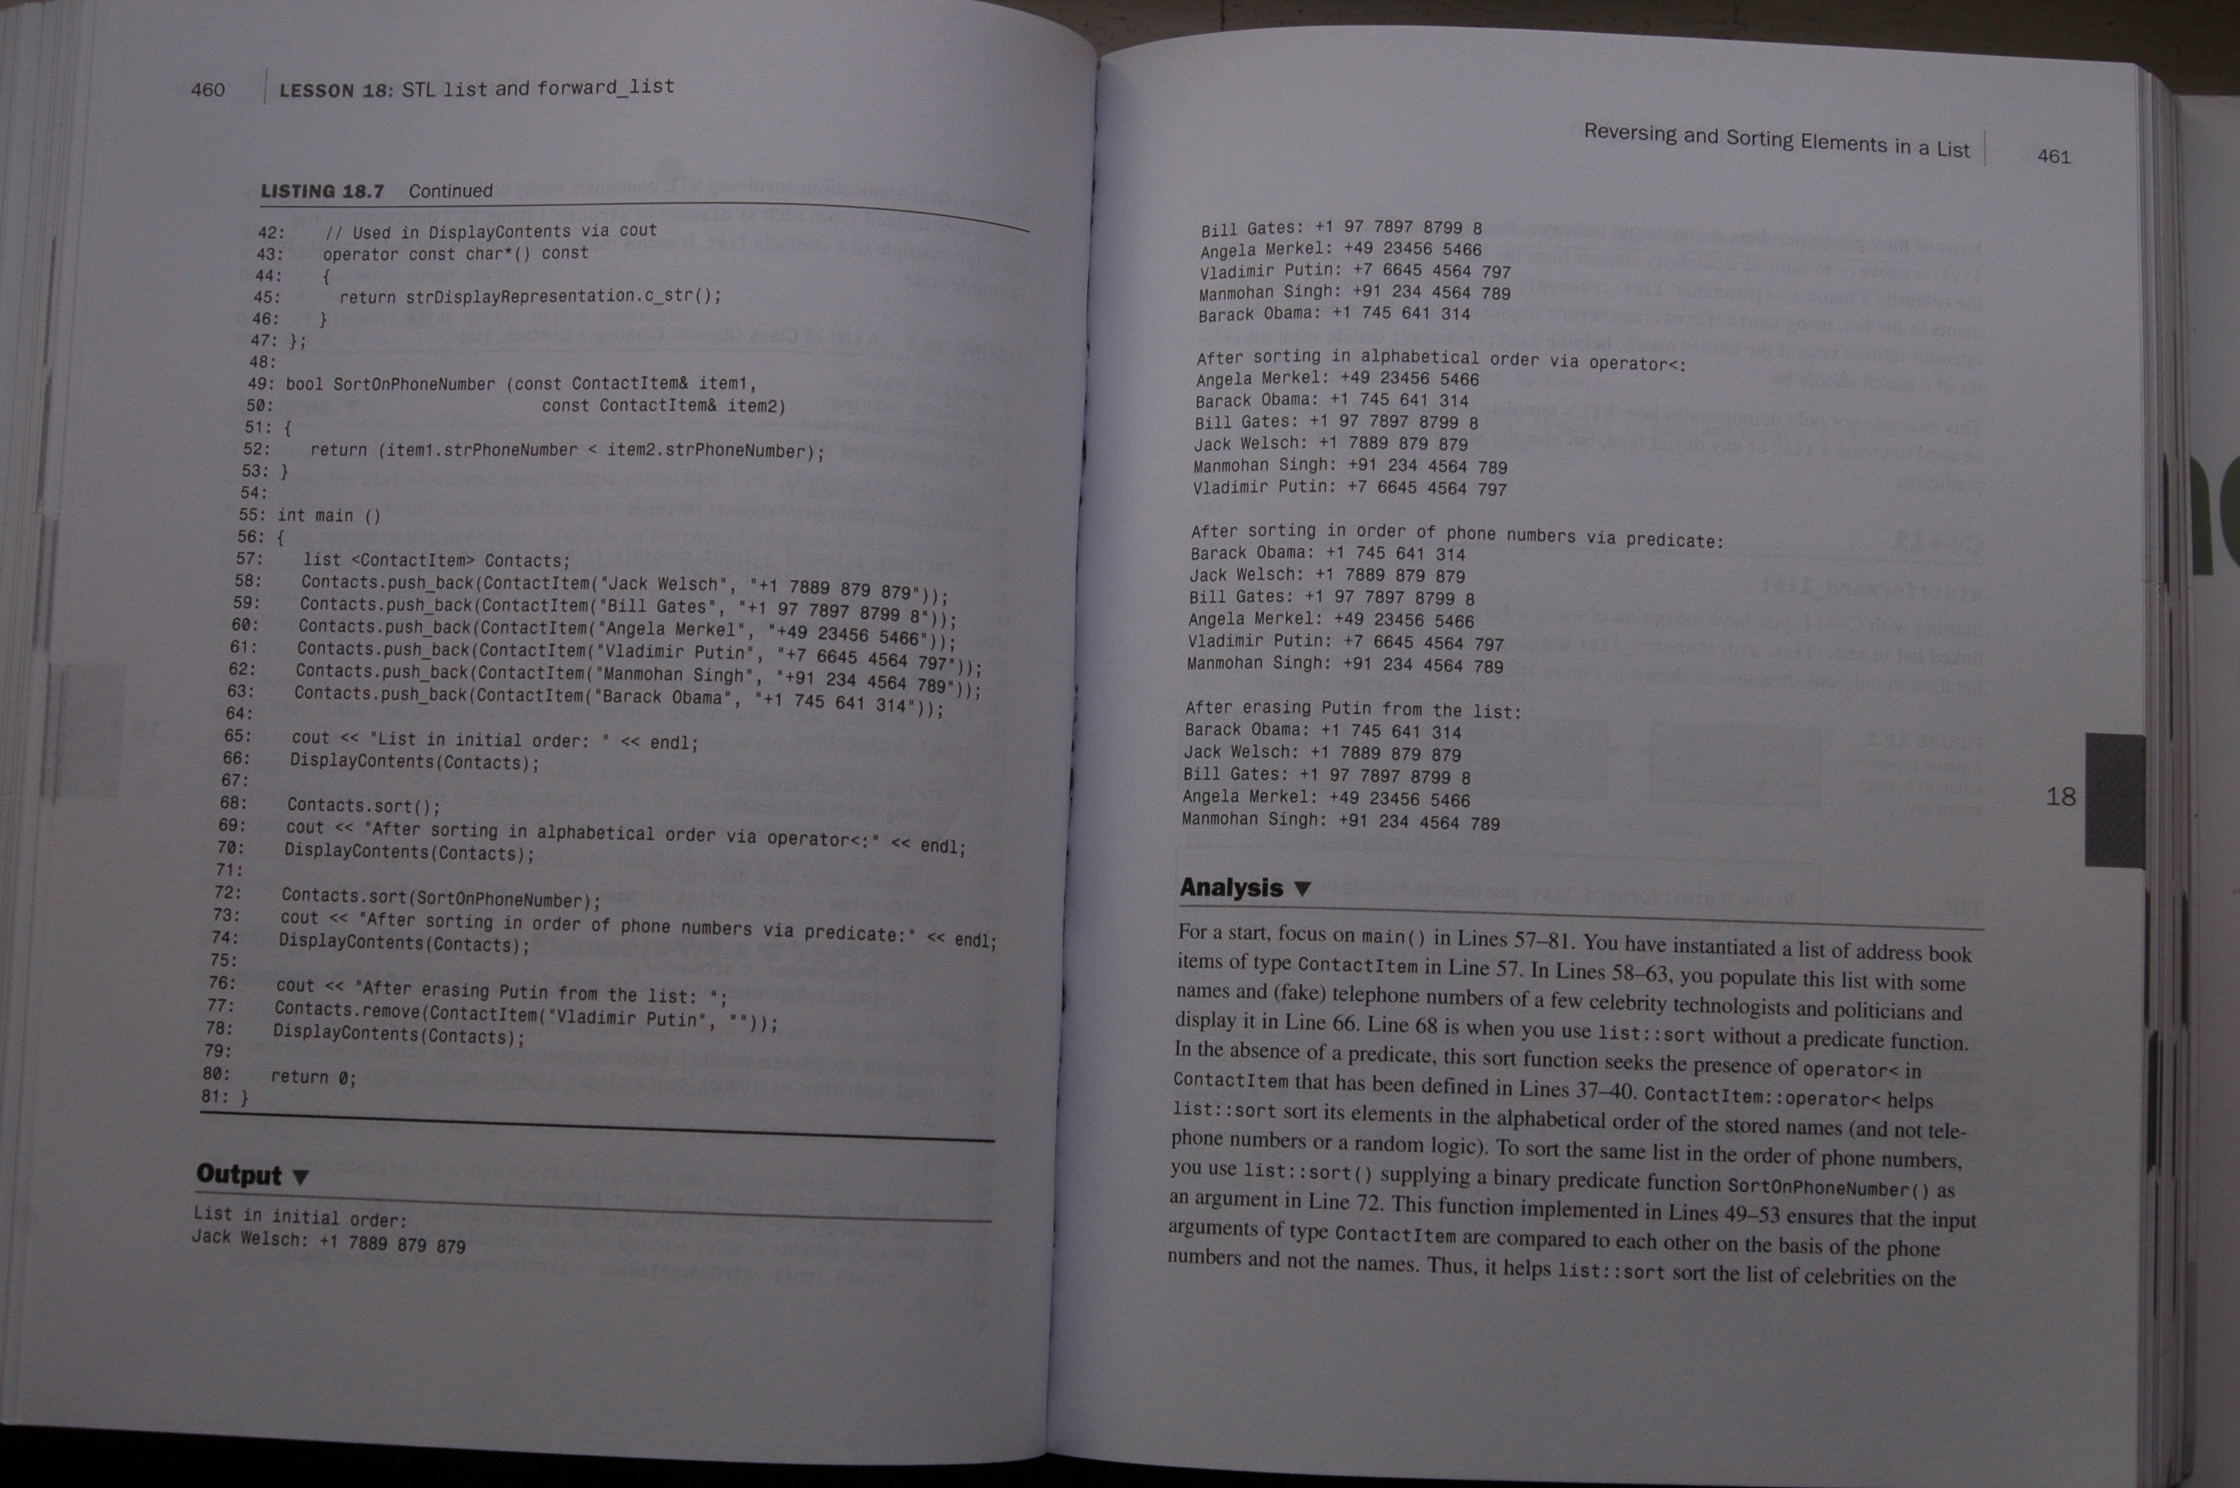 460 LESSON 18: STL list and forward_list
LISTING 18.7 Continued
42: // Used in DisplayContents via cout
43: operator const char*() const
44: {
45: return strDisplayRepresentation.c_str();
46: }
47: };
48:
49: bool SortOnPhoneNumber (const ContactItem& item1,
50: const ContactItem& item2)
51: {
52: return (item1.strPhoneNumber < item2.strPhoneNumber);
53: }
54:
55: int main ()
56: {
57: list <ContactItem> Contacts;
58: Contacts.push_back(ContactItem("Jack Welsch", "+1 7889 879 879"));
59: Contacts.push_back(ContactItem("Bill Gates", "+1 97 7897 8799 8"));
60: Contacts.push_back(ContactItem("Angela Merkel", "+49 23456 5466"));
61: Contacts.push_back(ContactItem("Vladimir Putin", "+7 6645 4564 797"));
62: Contacts.push_back(ContactItem("Manmohan Singh", "+91 234 4564 789"));
63: Contacts.push_back(ContactItem("Barack Obama", "+1 745 641 314"));
64:
65: cout << "List in initial order: " << endl;
66: DisplayContents(Contacts);
67:
68: Contacts.sort();
69: cout << "After sorting in alphabetical order via operator<:" << endl;
70: DisplayContents(Contacts);
71:
72: Contacts.sort(SortOnPhoneNumber);
73: cout << "After sorting in order of phone numbers via predicate:" << endl;
74: DisplayContents(Contacts);
75:
76: cout << "After erasing Putin from the list: ";
77: Contacts.remove(ContactItem("Vladimir Putin", ""));
78: DisplayContents(Contacts);
79:
80: return 0;
81: }
Output ▼
List in initial order:
Jack Welsch: +1 7889 879 879
Reversing and Sorting Elements in a List 461
Bill Gates: +1 97 7897 8799 8
Angela Merkel: +49 23456 5466
Vladimir Putin: +7 6645 4564 797
Manmohan Singh: +91 234 4564 789
Barack Obama: +1 745 641 314
After sorting in alphabetical order via operator<:
Angela Merkel: +49 23456 5466
Barack Obama: +1 745 641 314
Bill Gates: +1 97 7897 8799 8
Jack Welsch: +1 7889 879 879
Manmohan Singh: +91 234 4564 789
Vladimir Putin: +7 6645 4564 797
After sorting in order of phone numbers via predicate:
Barack Obama: +1 745 641 314
Jack Welsch: +1 7889 879 879
Bill Gates: +1 97 7897 8799 8
Angela Merkel: +49 23456 5466
Vladimir Putin: +7 6645 4564 797
Manmohan Singh: +91 234 4564 789
After erasing Putin from the list:
Barack Obama: +1 745 641 314
Jack Welsch: +1 7889 879 879
Bill Gates: +1 97 7897 8799 8
Angela Merkel: +49 23456 5466
Manmohan Singh: +91 234 4564 789
18
Analysis ▼
For a start, focus on main() in Lines 57–81. You have instantiated a list of address book
items of type ContactItem in Line 57. In Lines 58–63, you populate this list with some
names and (fake) telephone numbers of a few celebrity technologists and politicians and
display it in Line 66. Line 68 is when you use list::sort without a predicate function.
In the absence of a predicate, this sort function seeks the presence of operator< in
ContactItem that has been defined in Lines 37–40. ContactItem::operator< helps
list::sort sort its elements in the alphabetical order of the stored names (and not tele-
phone numbers or a random logic). To sort the same list in the order of phone numbers,
you use list::sort() supplying a binary predicate function SortOnPhoneNumber() as
an argument in Line 72. This function implemented in Lines 49–53 ensures that the input
arguments of type ContactItem are compared to each other on the basis of the phone
numbers and not the names. Thus, it helps list::sort sort the list of celebrities on the